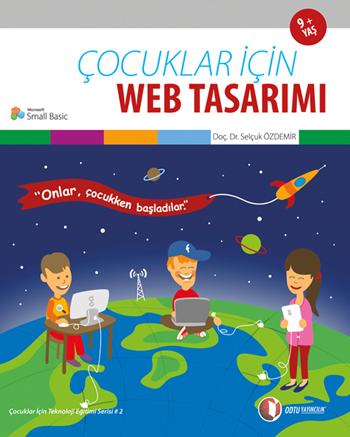 9+
YAŞ
ÇOCUKLAR İÇİN
WEB TASARIMI
Microsoft
Small Basic
Doç. Dr. Selçuk ÖZDEMİR
"Onlar, çocukken başladılar."
f
Çocuklar İçin Teknoloji Eğitimi Serisi # 2
ODTÜ YAYINCILIK